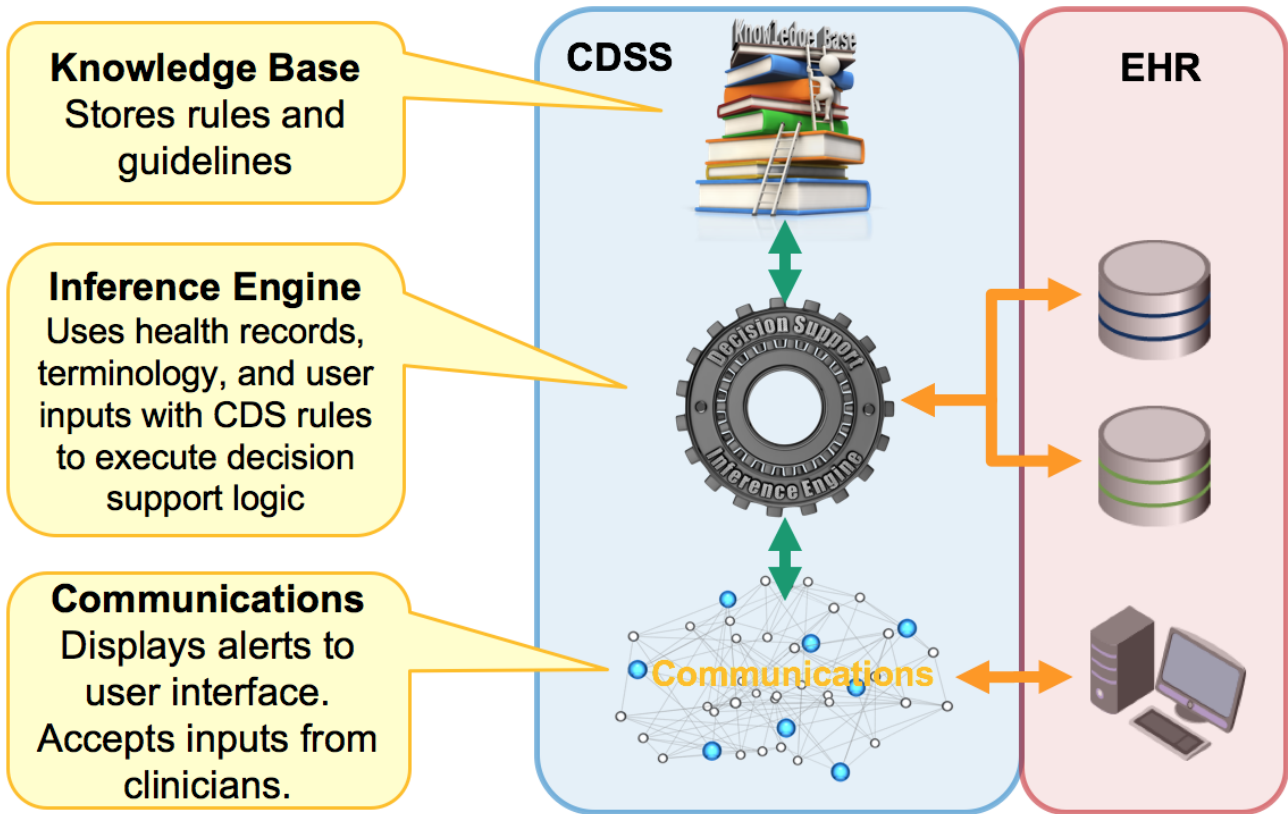 Knowledge Base
Stores rules and
guidelines
Inference Engine
Uses health records,
terminology, and user
inputs with CDS rules
to execute decision
support logic
Communications
Displays alerts to
user interface.
Accepts inputs from
clinicians.
CDSS
Knowledge Base
Decision Support
Inference Engine
Communications
EHR